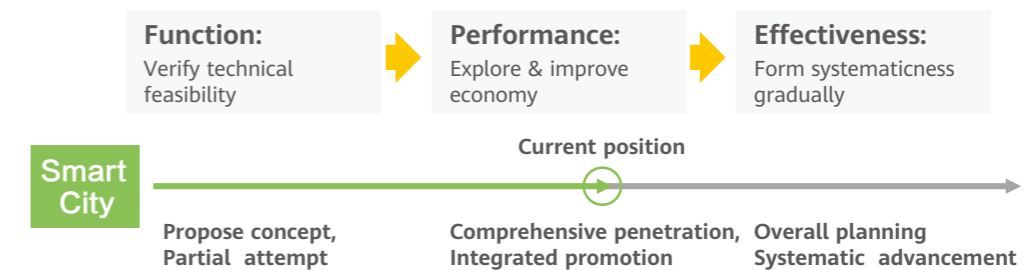 Function:
Verify technical
feasibility
Performance:
Explore & improve
economy
Effectiveness:
Form systematicness
gradually
Current position
Smart
City
Propose concept,
Partial attempt
Comprehensive penetration,
Integrated promotion
Overall planning
Systematic advancement